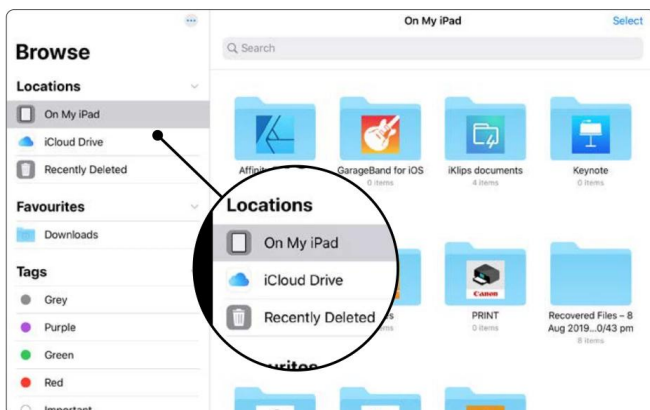 On My iPad
Select
Browse
Search
Locations
On My iPad
iCloud Drive
Recently Deleted
Favourites
Downloads
Tags
Grey
Purple
Green
Red
Important
GarageBand for iOS
0 items
iKlips documents
4 items
Keynote
0 items
Canon
PRINT
0 items
Recovered Files – 8
Aug 2019...0/43 pm
8 items
Locations
On My iPad
iCloud Drive
Recently Deleted